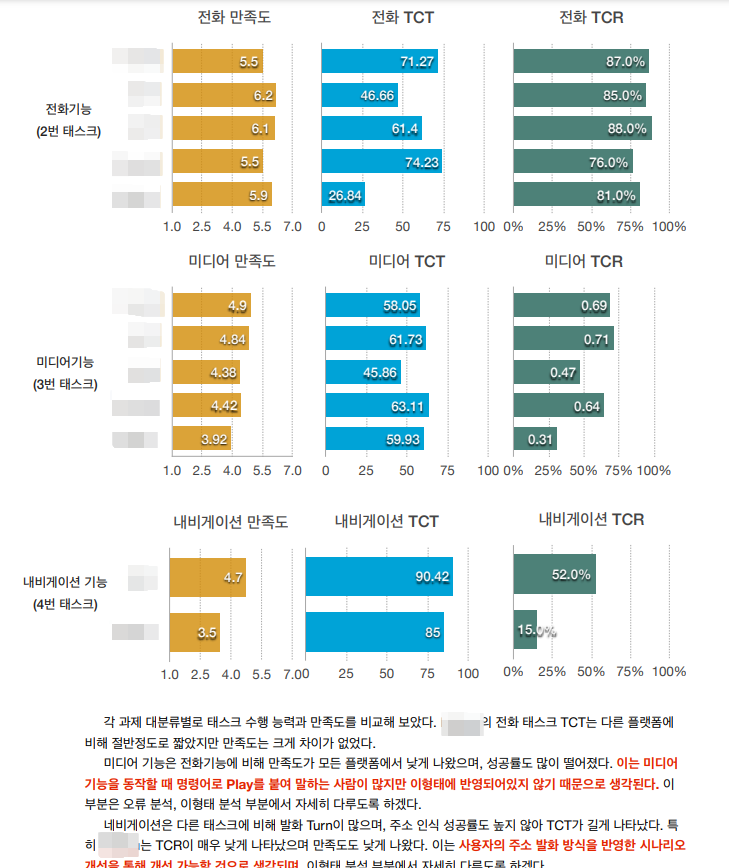 전화 만족도 전화 TCT 전화 TCR
5.5 71.27 87.0%
6.2 46.66 85.0%
전화기능
(2번 태스크)
6.1 61.4 88.0%
5.5 74.23 76.0%
5.9 26.84 81.0%
1.0 2.5 4.0 5.5 7.0 0 25 50 75 100 0% 25% 50% 75% 100%
미디어 만족도 미디어 TCT 미디어 TCR
4.9 58.05 0.69
4.84 61.73 0.71
미디어기능
(3번 태스크)
4.38 45.86 0.47
4.42 63.11 0.64
3.92 59.93 0.31
1.0 2.5 4.0 5.5 7.0 0 25 50 75 100 0% 25% 50% 75% 100%
내비게이션 만족도 내비게이션 TCT 내비게이션 TCR
4.7 90.42 52.0%
내비게이션 기능
(4번 태스크)
3.5 85 15.0%
1.0 2.5 4.0 5.5 7.0 0 25 50 75 100 0% 25% 50% 75% 100%
각 과제 대분류별로 태스크 수행 능력과 만족도를 비교해 보았다. 의 전화 태스크 TCT는 다른 플랫폼에
비해 절반정도로 짧았지만 만족도는 크게 차이가 없었다.
미디어 기능은 전화기능에 비해 만족도가 모든 플랫폼에서 낮게 나왔으며, 성공률도 많이 떨어졌다. 이는 미디어
기능을 동작할 때 명령어로 Play를 붙여 말하는 사람이 많지만 이형태에 반영되어있지 않기 때문으로 생각된다. 이
부분은 오류 분석, 이형태 분석 부분에서 자세히 다루도록 하겠다.
네비게이션은 다른 태스크에 비해 발화 Turn이 많으며, 주소 인식 성공률도 높지 않아 TCT가 길게 나타났다. 특
히 는 TCR이 매우 낮게 나타났으며 만족도도 낮게 나왔다. 이는 사용자의 주소 발화 방식을 반영한 시나리오
개선을 통해 개선 가능할 것으로 생각되며, 이형태 분석 부분에서 자세히 다루도록 하겠다.